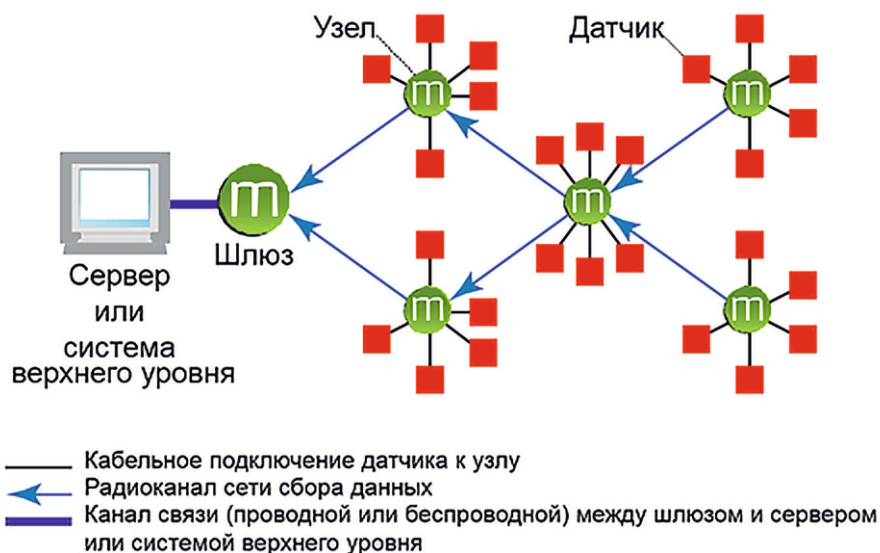 Узел
Датчик
m
m
m
m
Шлюз
m
m
Сервер
или
система
верхнего уровня
Кабельное подключение датчика к узлу
Радиоканал сети сбора данных
Канал связи (проводной или беспроводной) между шлюзом и сервером
или системой верхнего уровня